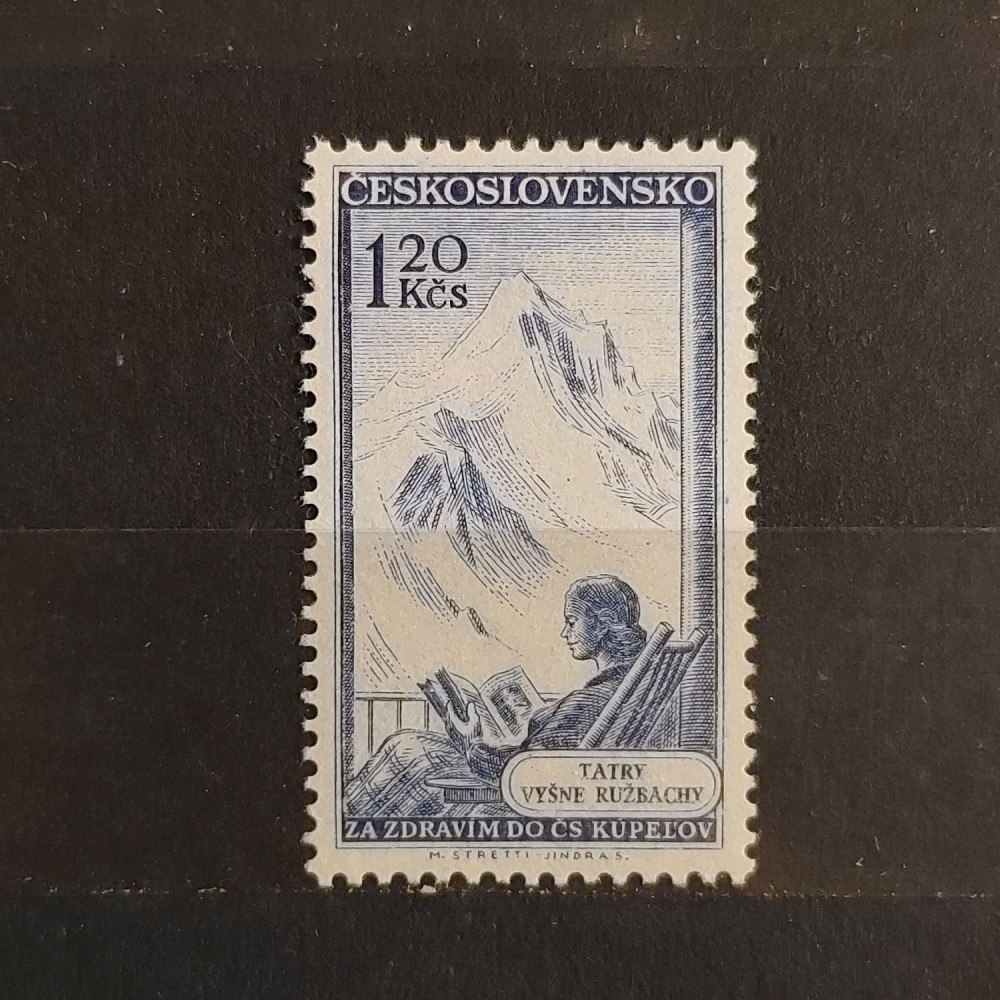 ČESKOSLOVENSKO
1 20
Kčs
TATRY
VYŠNE RUŽBACHY
ZA ZDRAVÍM DO ČS KÚPEĽOV
M. STRETTI - JINDRA S.